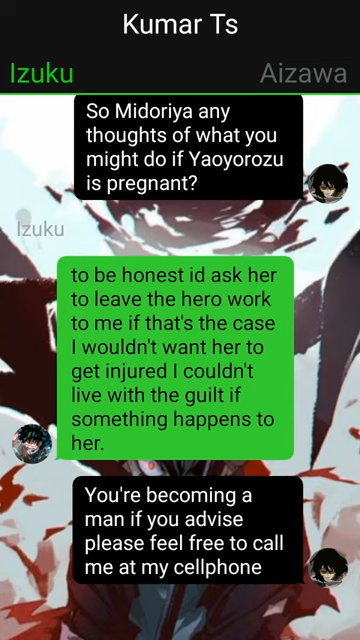 Kumar Ts
Izuku
Aizawa
So Midoriya any
thoughts of what you
might do if Yaoyorozu
is pregnant?
Izuku
to be honest id ask her
to leave the hero work
to me if that's the case
I wouldn't want her to
get injured I couldn't
live with the guilt if
something happens to
her.
You're becoming a
man if you advise
please feel free to call
me at my cellphone